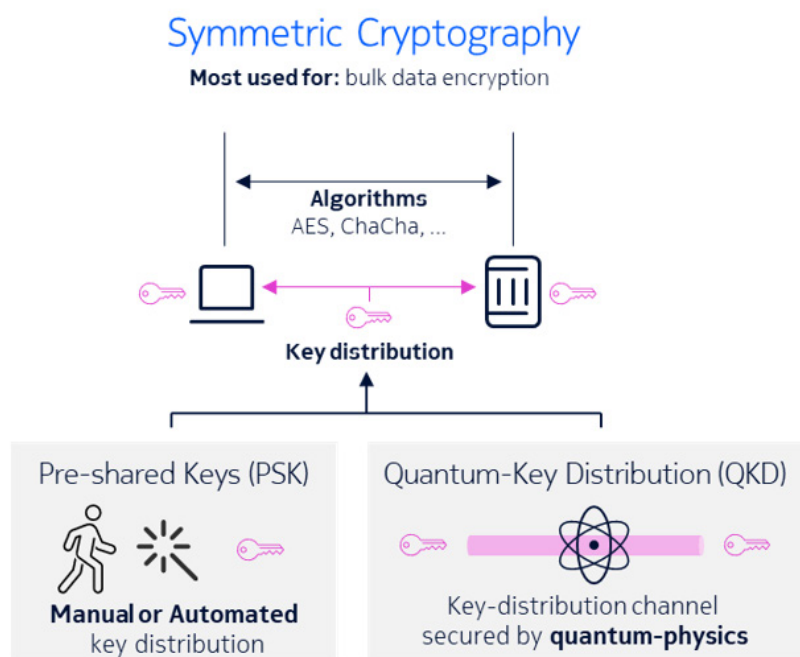 Symmetric Cryptography
Most used for: bulk data encryption
Algorithms
AES, ChaCha, ...
Key distribution
Pre-shared Keys (PSK)
Manual or Automated
key distribution
Quantum-Key Distribution (QKD)
Key-distribution channel
secured by quantum-physics